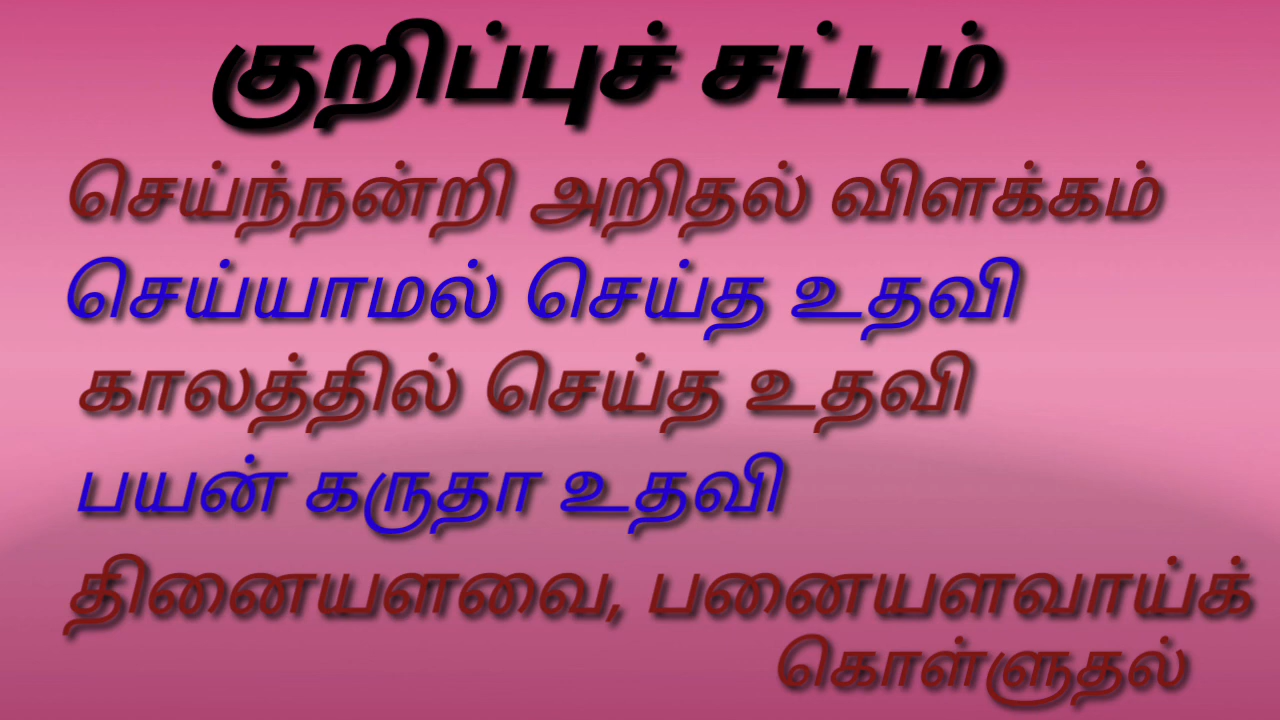 குறிப்புச் சட்டம்
செய்ந்நன்றி அறிதல் விளக்கம்
செய்யாமல் செய்த உதவி
காலத்தில் செய்த உதவி
பயன் கருதா உதவி
தினையளவை, பனையளவாய்க்
கொள்ளுதல்